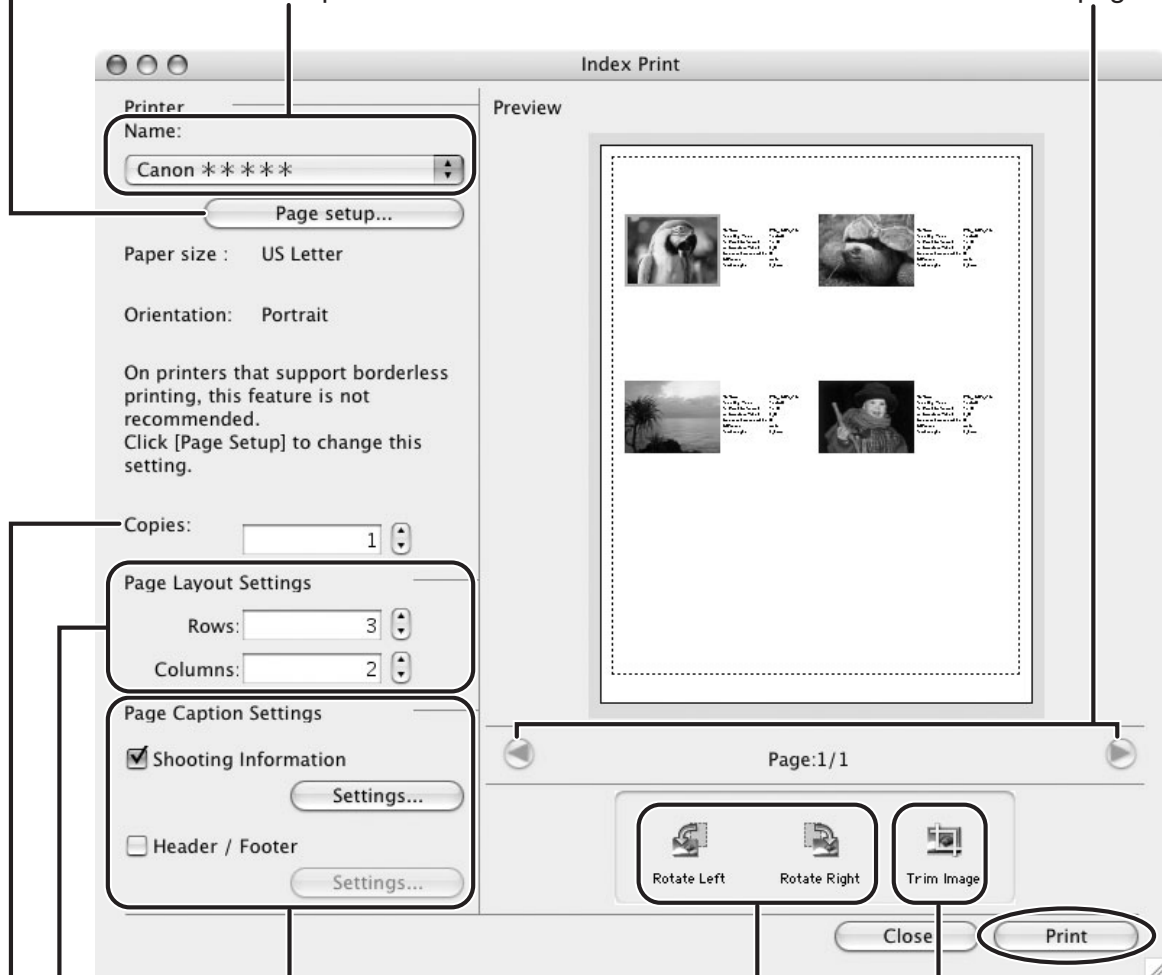 Index Print
Printer
Name:
Canon *****
Page setup...
Paper size : US Letter
Orientation: Portrait
On printers that support borderless
printing, this feature is not
recommended.
Click [Page Setup] to change this
setting.
Copies: 1
Page Layout Settings
Rows: 3
Columns: 2
Page Caption Settings
Shooting Information
Settings...
Header / Footer
Settings...
Preview
Page:1/1
Rotate Left Rotate Right Trim Image
Close Print